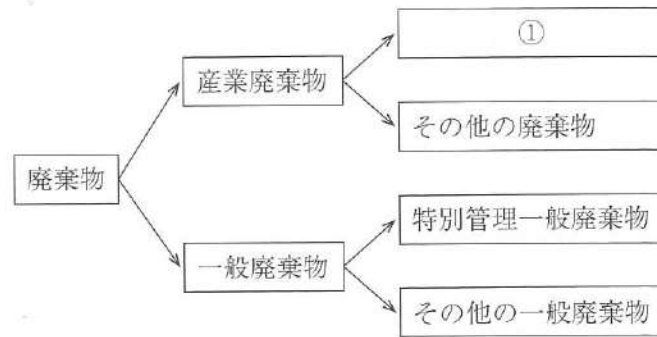 ①
産業廃棄物
その他の廃棄物
廃棄物
特別管理一般廃棄物
一般廃棄物
その他の一般廃棄物